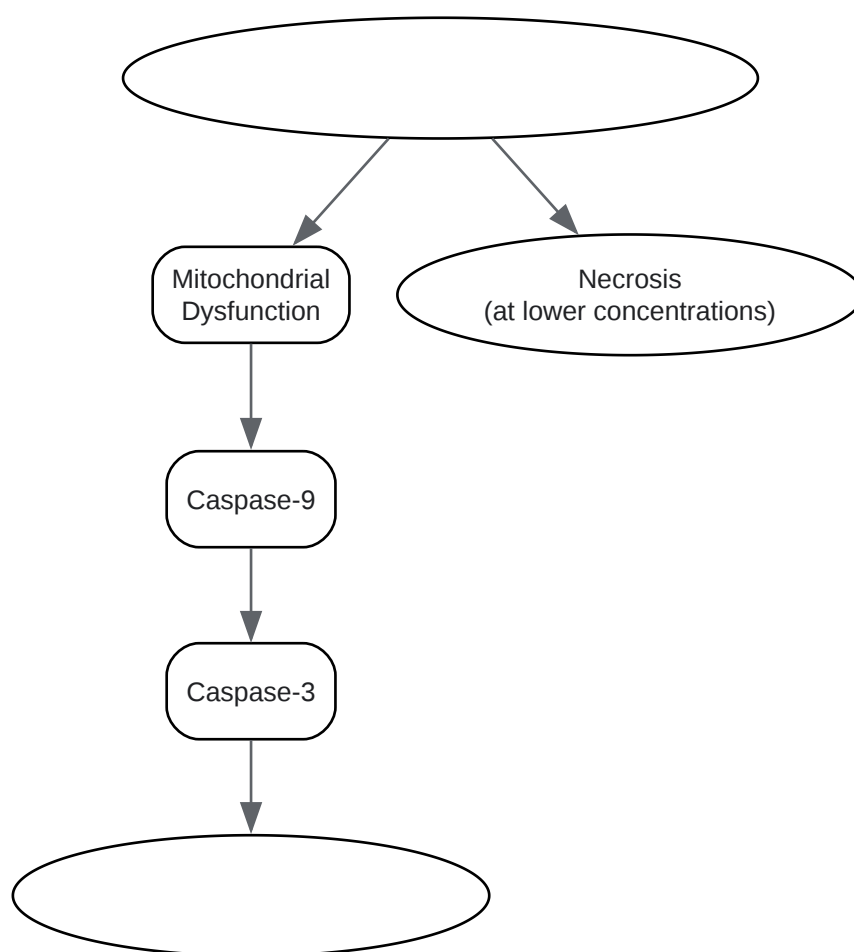 Mitochondrial
Dysfunction
Necrosis
(at lower concentrations)
Caspase-9
Caspase-3